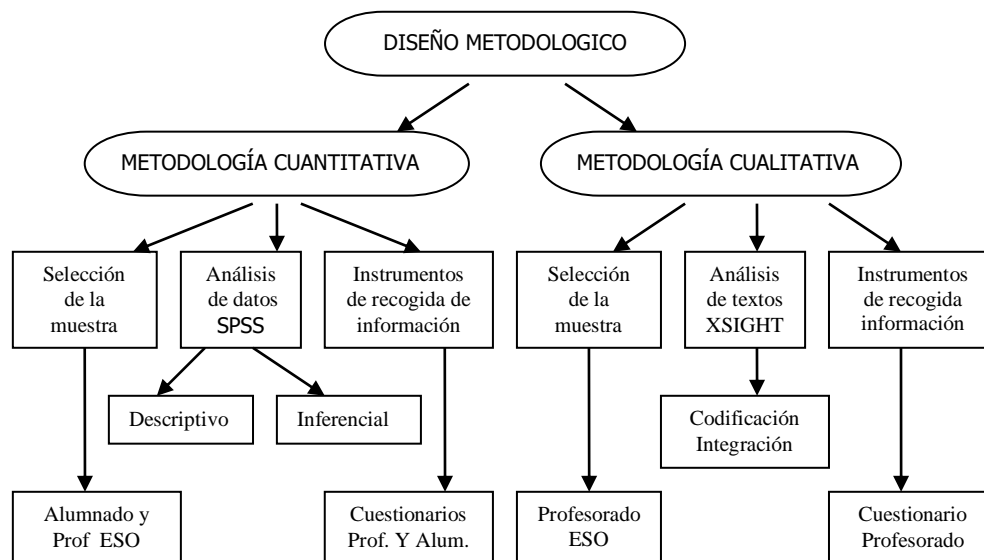 DISEÑO METODOLOGICO
METODOLOGÍA CUANTITATIVA
METODOLOGÍA CUALITATIVA
Selección
de la
muestra
Análisis
de datos
SPSS
Instrumentos
de recogida de
información
Selección
de la
muestra
Análisis
de textos
XSIGHT
Instrumentos
de recogida
información
Descriptivo
Inferencial
Codificación
Integración
Alumnado y
Prof ESO
Cuestionarios
Prof. Y Alum.
Profesorado
ESO
Cuestionario
Profesorado